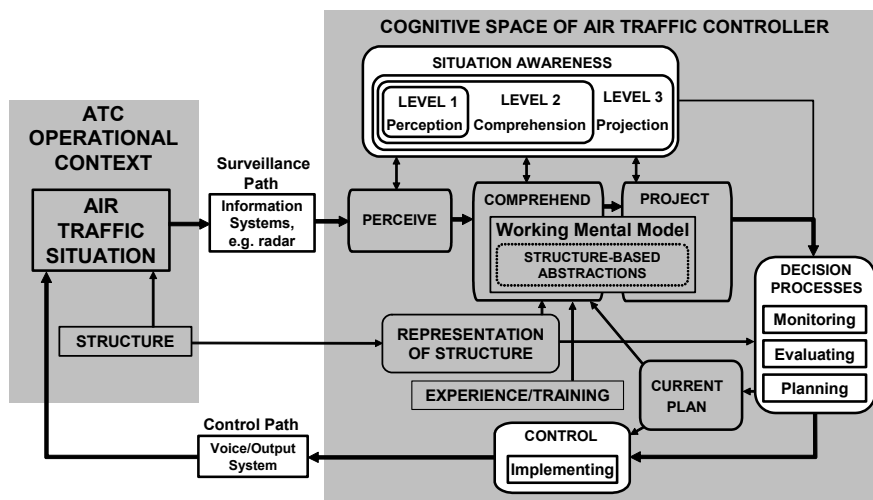 COGNITIVE SPACE OF AIR TRAFFIC CONTROLLER
SITUATION AWARENESS
LEVEL 1
Perception
LEVEL 2
Comprehension
LEVEL 3
Projection
ATC
OPERATIONAL
CONTEXT
AIR
TRAFFIC
SITUATION
STRUCTURE
Surveillance
Path
Information
Systems,
e.g. radar
PERCEIVE
COMPREHEND
PROJECT
Working Mental Model
STRUCTURE-BASED
ABSTRACTIONS
DECISION
PROCESSES
Monitoring
Evaluating
Planning
REPRESENTATION
OF STRUCTURE
EXPERIENCE/TRAINING
CURRENT
PLAN
CONTROL
Implementing
Control Path
Voice/Output
System